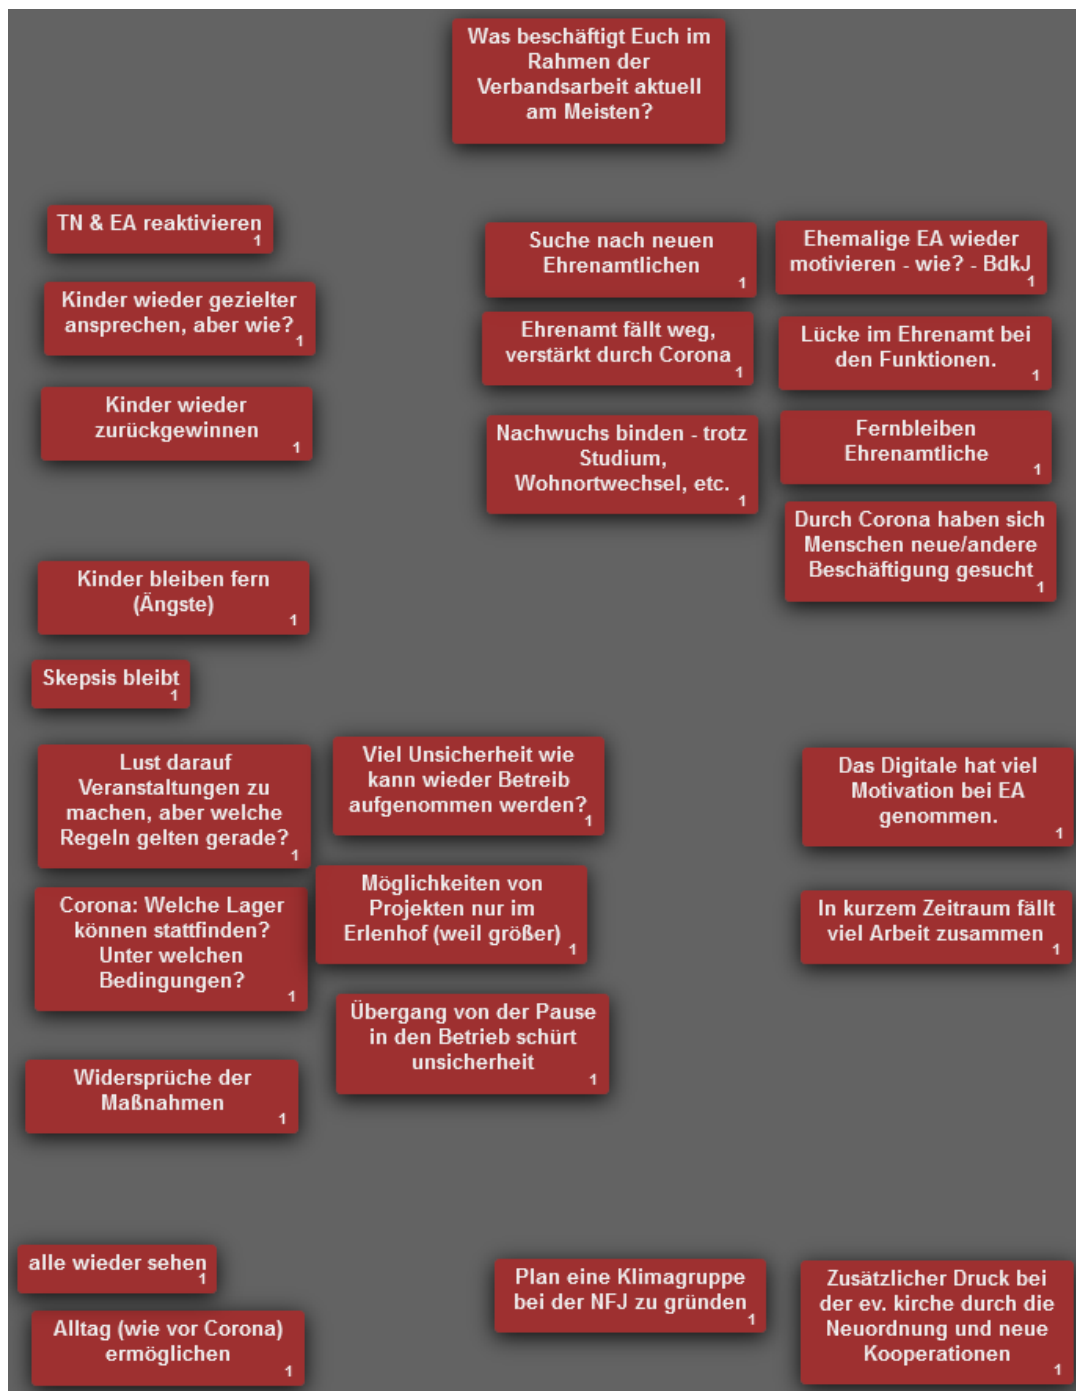 Was beschäftigt Euch im
Rahmen der
Verbandsarbeit aktuell
am Meisten?
TN & EA reaktivieren
1
Kinder wieder gezielter
ansprechen, aber wie?
1
Kinder wieder
zurückgewinnen
1
Suche nach neuen
Ehrenamtlichen
1
Ehemalige EA wieder
motivieren - wie? - BdkJ
1
Ehrenamt fällt weg,
verstärkt durch Corona
1
Lücke im Ehrenamt bei
den Funktionen.
1
Nachwuchs binden - trotz
Studium,
Wohnortwechsel, etc.
1
Fernbleiben
Ehrenamtliche
1
Durch Corona haben sich
Menschen neue/andere
Beschäftigung gesucht
1
Kinder bleiben fern
(Ängste)
1
Skepsis bleibt
1
Lust darauf
Veranstaltungen zu
machen, aber welche
Regeln gelten gerade?
1
Viel Unsicherheit wie
kann wieder Betreib
aufgenommen werden?
1
Corona: Welche Lager
können stattfinden?
Unter welchen
Bedingungen?
1
Möglichkeiten von
Projekten nur im
Erlenhof (weil größer)
1
Übergang von der Pause
in den Betrieb schürt
unsicherheit
1
Widersprüche der
Maßnahmen
1
Das Digitale hat viel
Motivation bei EA
genommen.
1
In kurzem Zeitraum fällt
viel Arbeit zusammen
1
alle wieder sehen
1
Alltag (wie vor Corona)
ermöglichen
1
Plan eine Klimagruppe
bei der NFJ zu gründen
1
Zusätzlicher Druck bei
der ev. kirche durch die
Neuordnung und neue
Kooperationen
1